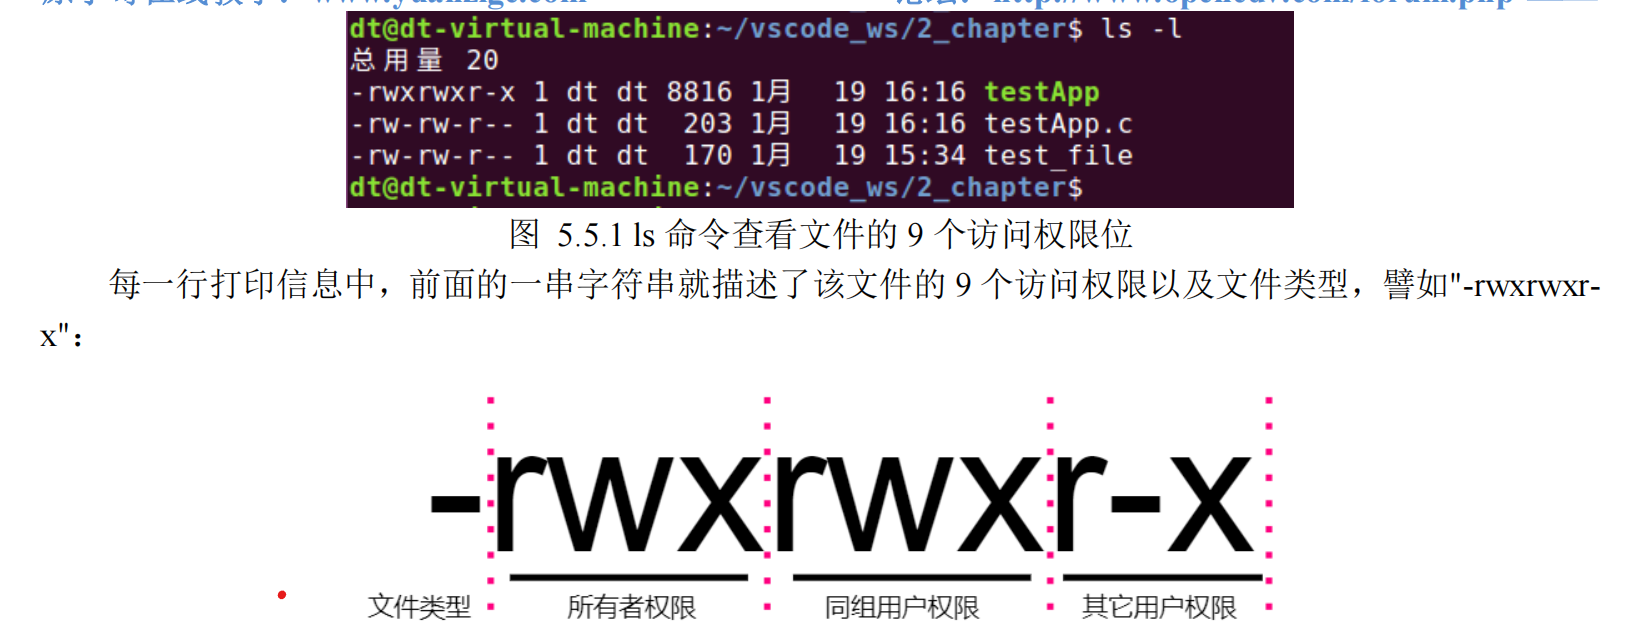 dt@dt-virtual-machine:~/vscode_ws/2_chapter$ ls -l
总用量 20
-rwxrwxr-x 1 dt dt 8816 1月 19 16:16 testApp
-rw-rw-r-- 1 dt dt 203 1月 19 16:16 testApp.c
-rw-rw-r-- 1 dt dt 170 1月 19 15:34 test_file
dt@dt-virtual-machine:~/vscode_ws/2_chapter$
图 5.5.1 ls 命令查看文件的 9 个访问权限位
每一行打印信息中，前面的一串字符串就描述了该文件的 9 个访问权限以及文件类型，譬如"-rwxrwxr-
x"：
-rwxrwxr-x
文件类型 所有者权限 同组用户权限 其它用户权限